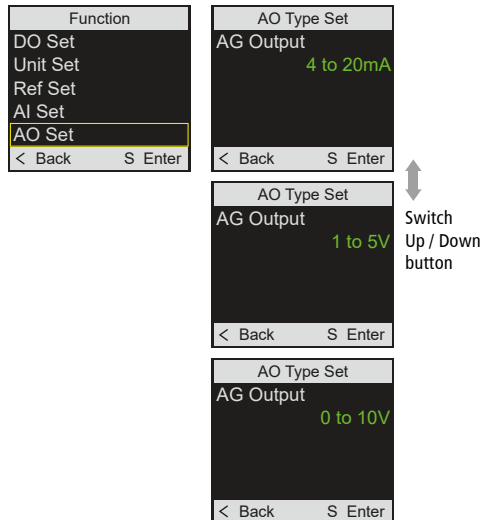 Function
DO Set
Unit Set
Ref Set
AI Set
AO Set
< Back S Enter
AO Type Set
AG Output
4 to 20mA
< Back S Enter
AO Type Set
AG Output
1 to 5V
< Back S Enter
Switch
Up / Down
button
AO Type Set
AG Output
0 to 10V
< Back S Enter